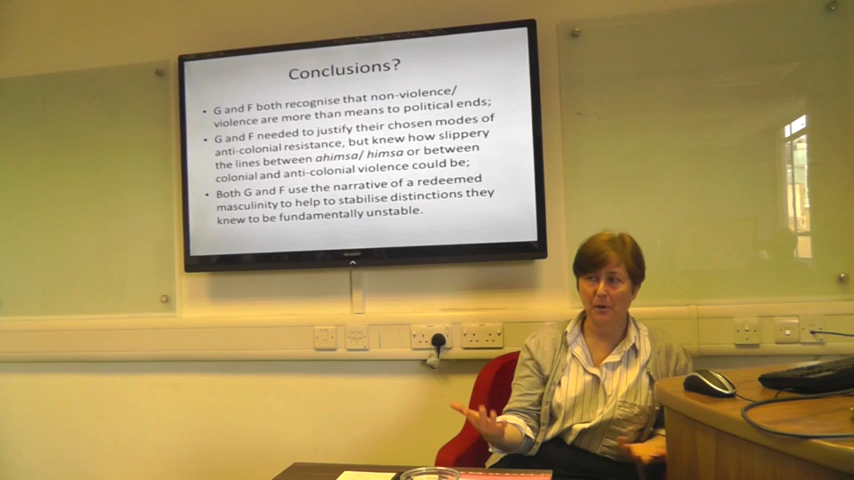 Conclusions?
• G and F both recognise that non-violence/
violence are more than means to political ends;
• G and F needed to justify their chosen modes of
anti-colonial resistance, but knew how slippery
the lines between ahimsa/ himsa or between
colonial and anti-colonial violence could be;
• Both G and F use the narrative of a redeemed
masculinity to help to stabilise distinctions they
knew to be fundamentally unstable.
SHARP